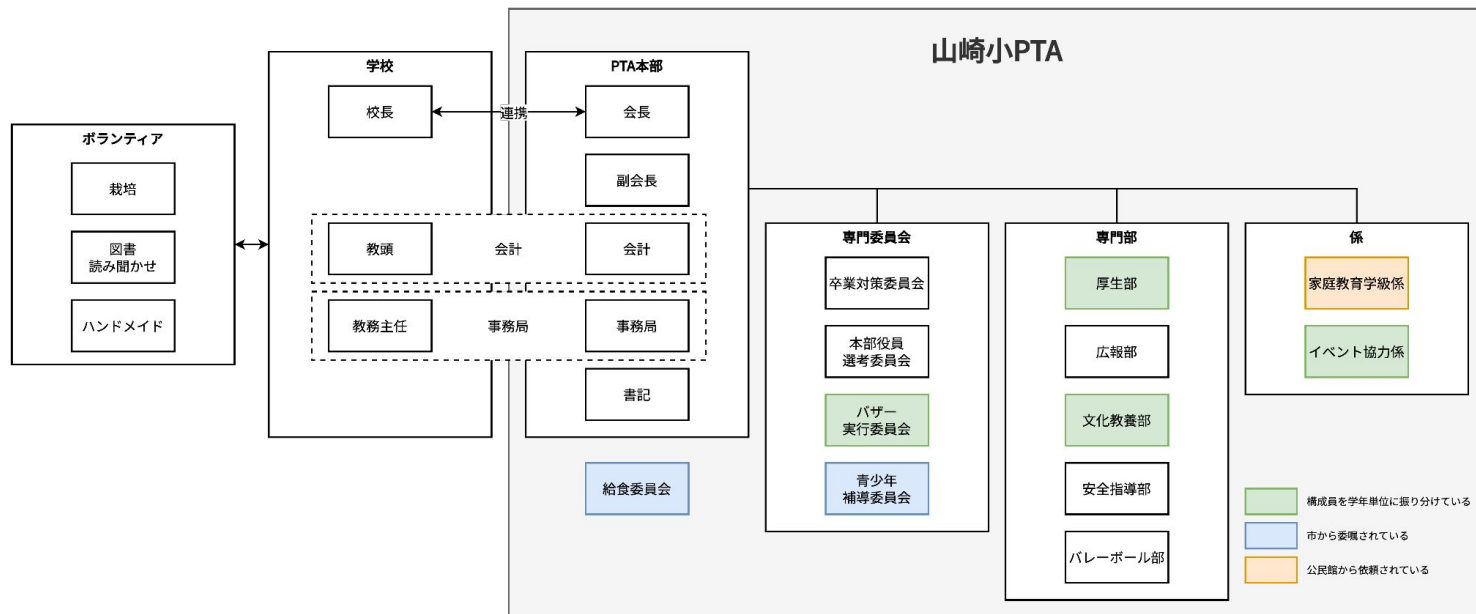 山崎小PTA
ボランティア
栽培
図書
読み聞かせ
ハンドメイド
学校
校長
教頭
教務主任
連携
会計
事務局
PTA本部
会長
副会長
会計
事務局
書記
給食委員会
専門委員会
卒業対策委員会
本部役員
選考委員会
バザー
実行委員会
青少年
補導委員会
専門部
厚生部
広報部
文化教養部
安全指導部
バレーボール部
係
家庭教育学級係
イベント協力係
構成員を学年単位に振り分けている
市から委嘱されている
公民館から依頼されている